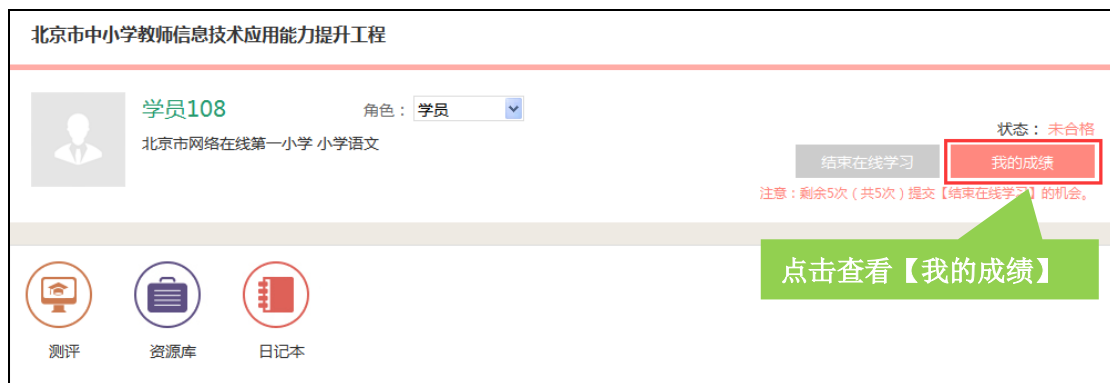 北京市中小学教师信息技术应用能力提升工程
学员108
角色： 学员
北京市网络在线第一小学 小学语文
状态： 未合格
结束在线学习
我的成绩
注意：剩余5次（共5次）提交【结束在线学习】的机会。
点击查看【我的成绩】
测评
资源库
日记本